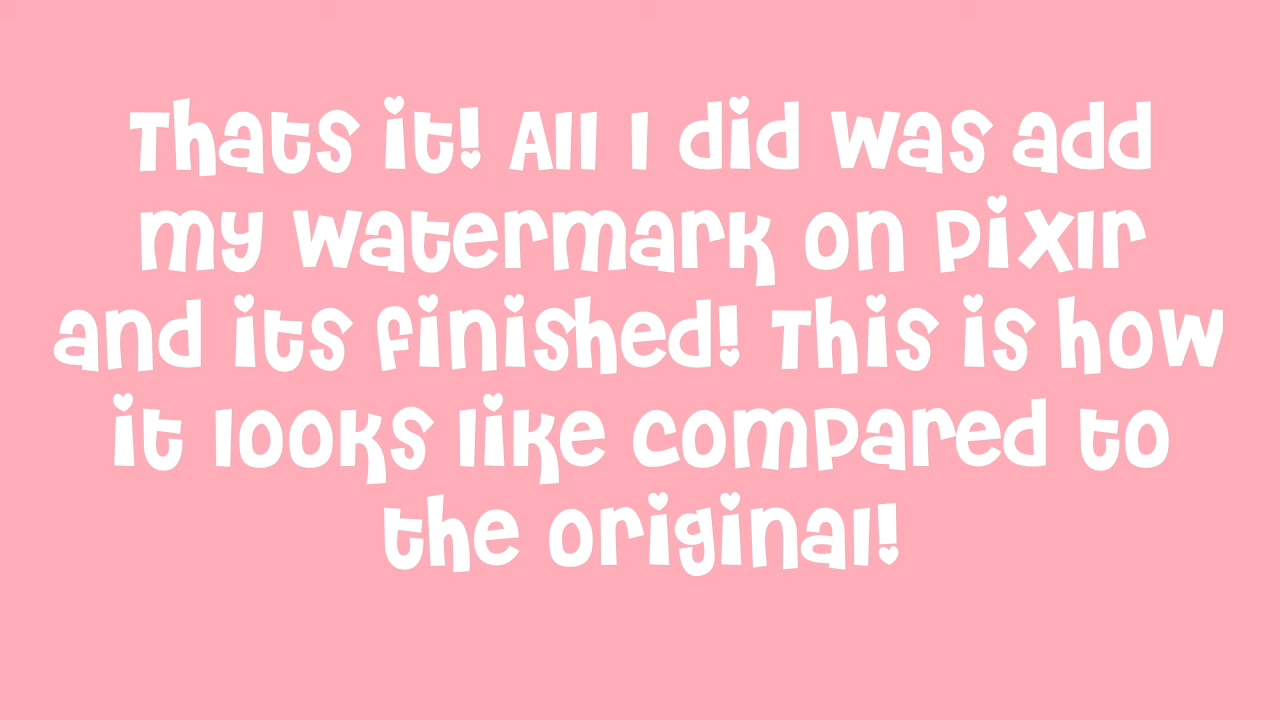 Thats it! All I did was add
my watermark on pixlr
and its finished! This is how
it looks like compared to
the original!